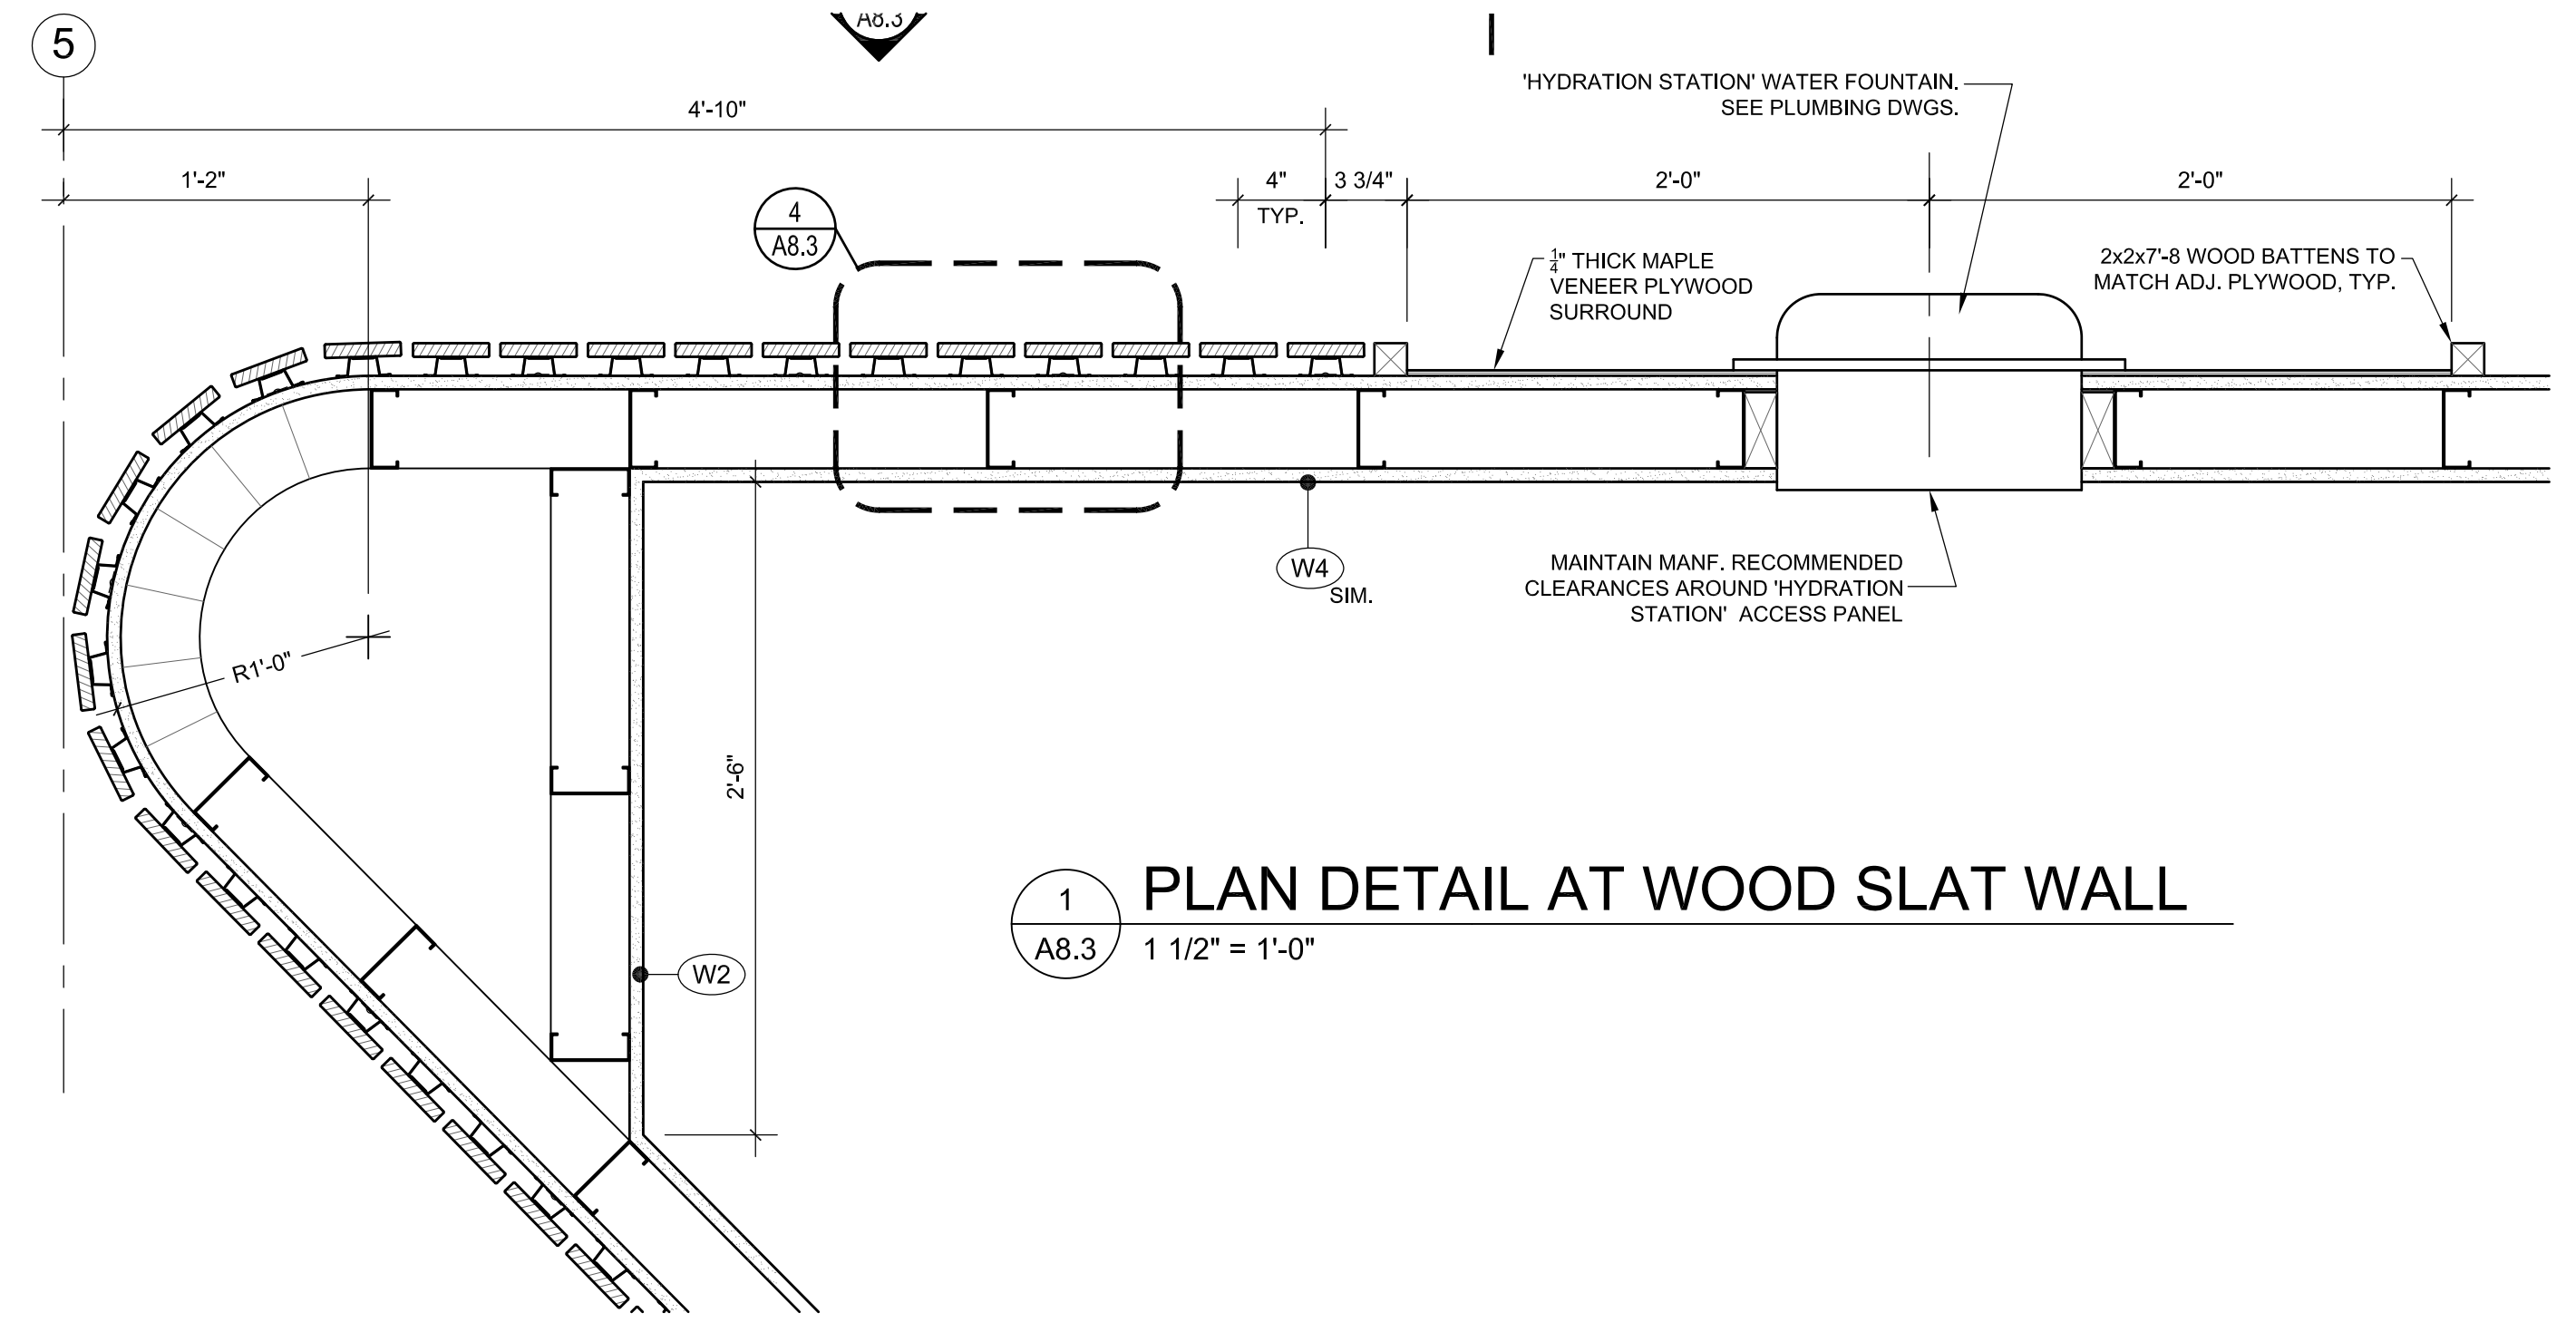 5
A8.3
4'-10"
'HYDRATION STATION' WATER FOUNTAIN.
SEE PLUMBING DWGS.
1'-2"
4"
TYP.
3 3/4"
2'-0"
2'-0"
4
A8.3
1/4" THICK MAPLE
VENEER PLYWOOD
SURROUND
2x2x7'-8 WOOD BATTENS TO
MATCH ADJ. PLYWOOD, TYP.
W4
SIM.
MAINTAIN MANF. RECOMMENDED
CLEARANCES AROUND 'HYDRATION
STATION' ACCESS PANEL
R1'-0"
2'-6"
W2
1
A8.3
PLAN DETAIL AT WOOD SLAT WALL
1 1/2" = 1'-0"